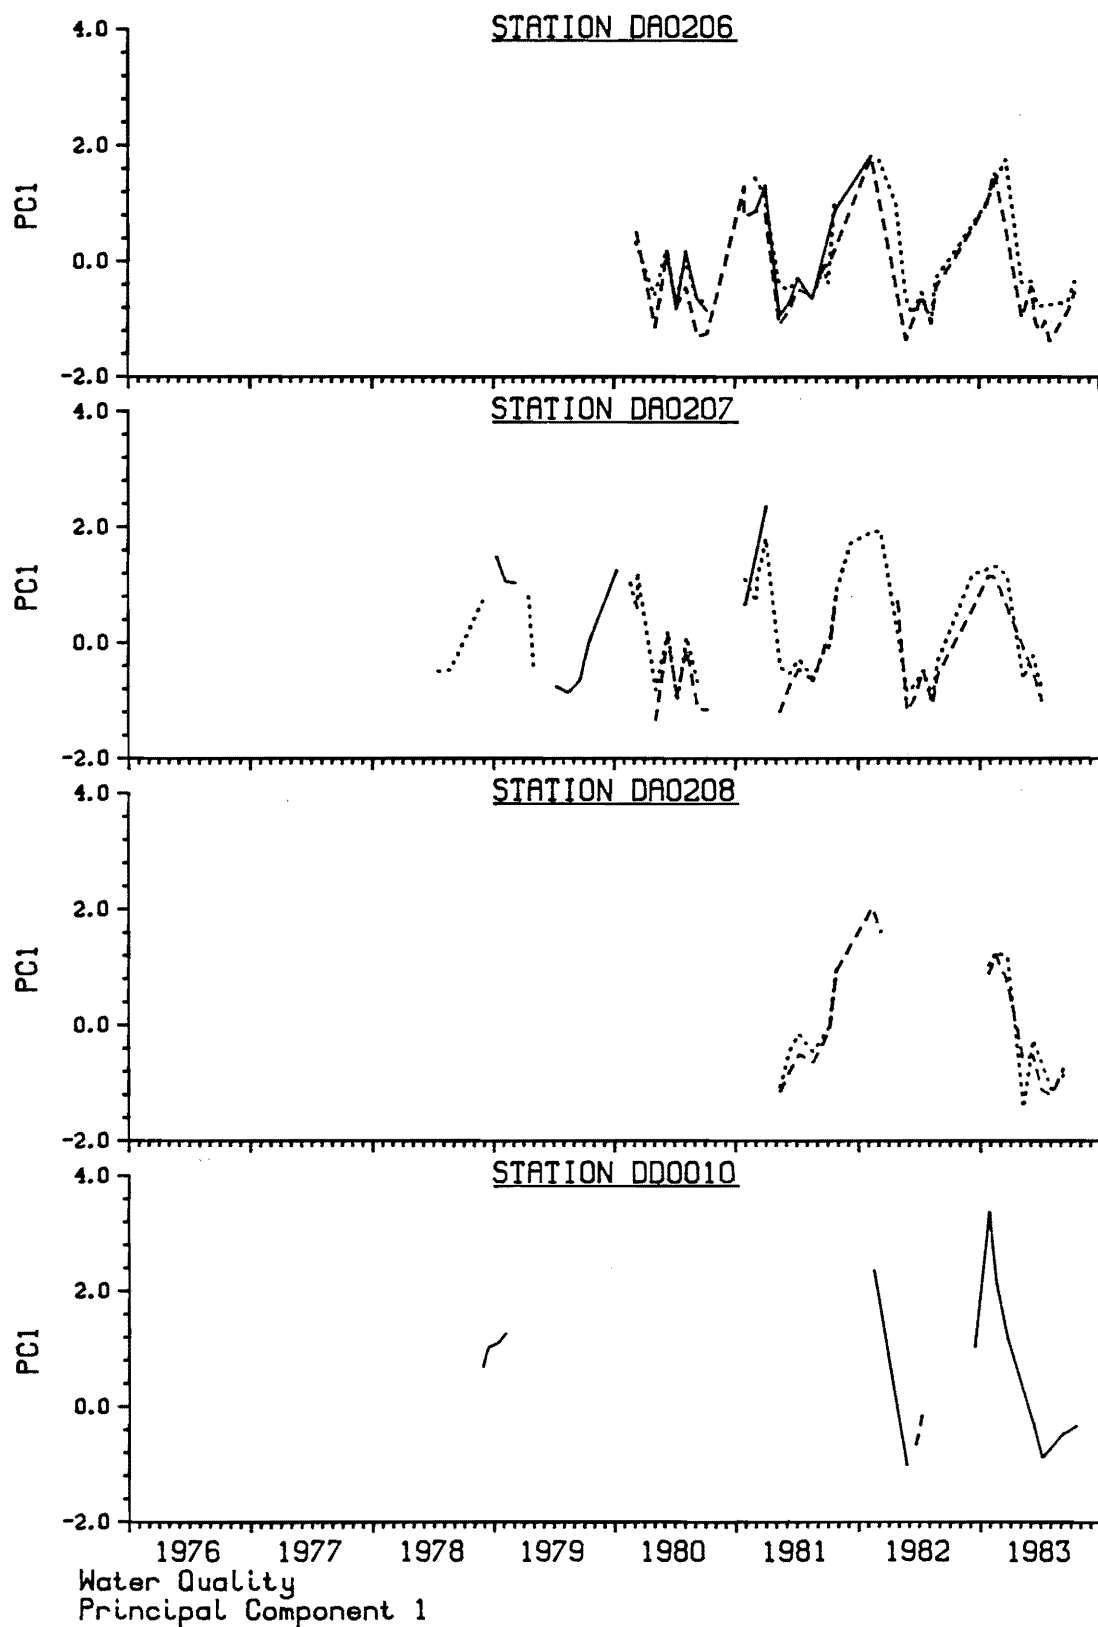 STATION DA0206
4.0
2.0
0.0
-2.0
PC1
STATION DA0207
4.0
2.0
0.0
-2.0
PC1
STATION DA0208
4.0
2.0
0.0
-2.0
PC1
STATION DD0010
4.0
2.0
0.0
-2.0
PC1
1976 1977 1978 1979 1980 1981 1982 1983
Water Quality
Principal Component 1